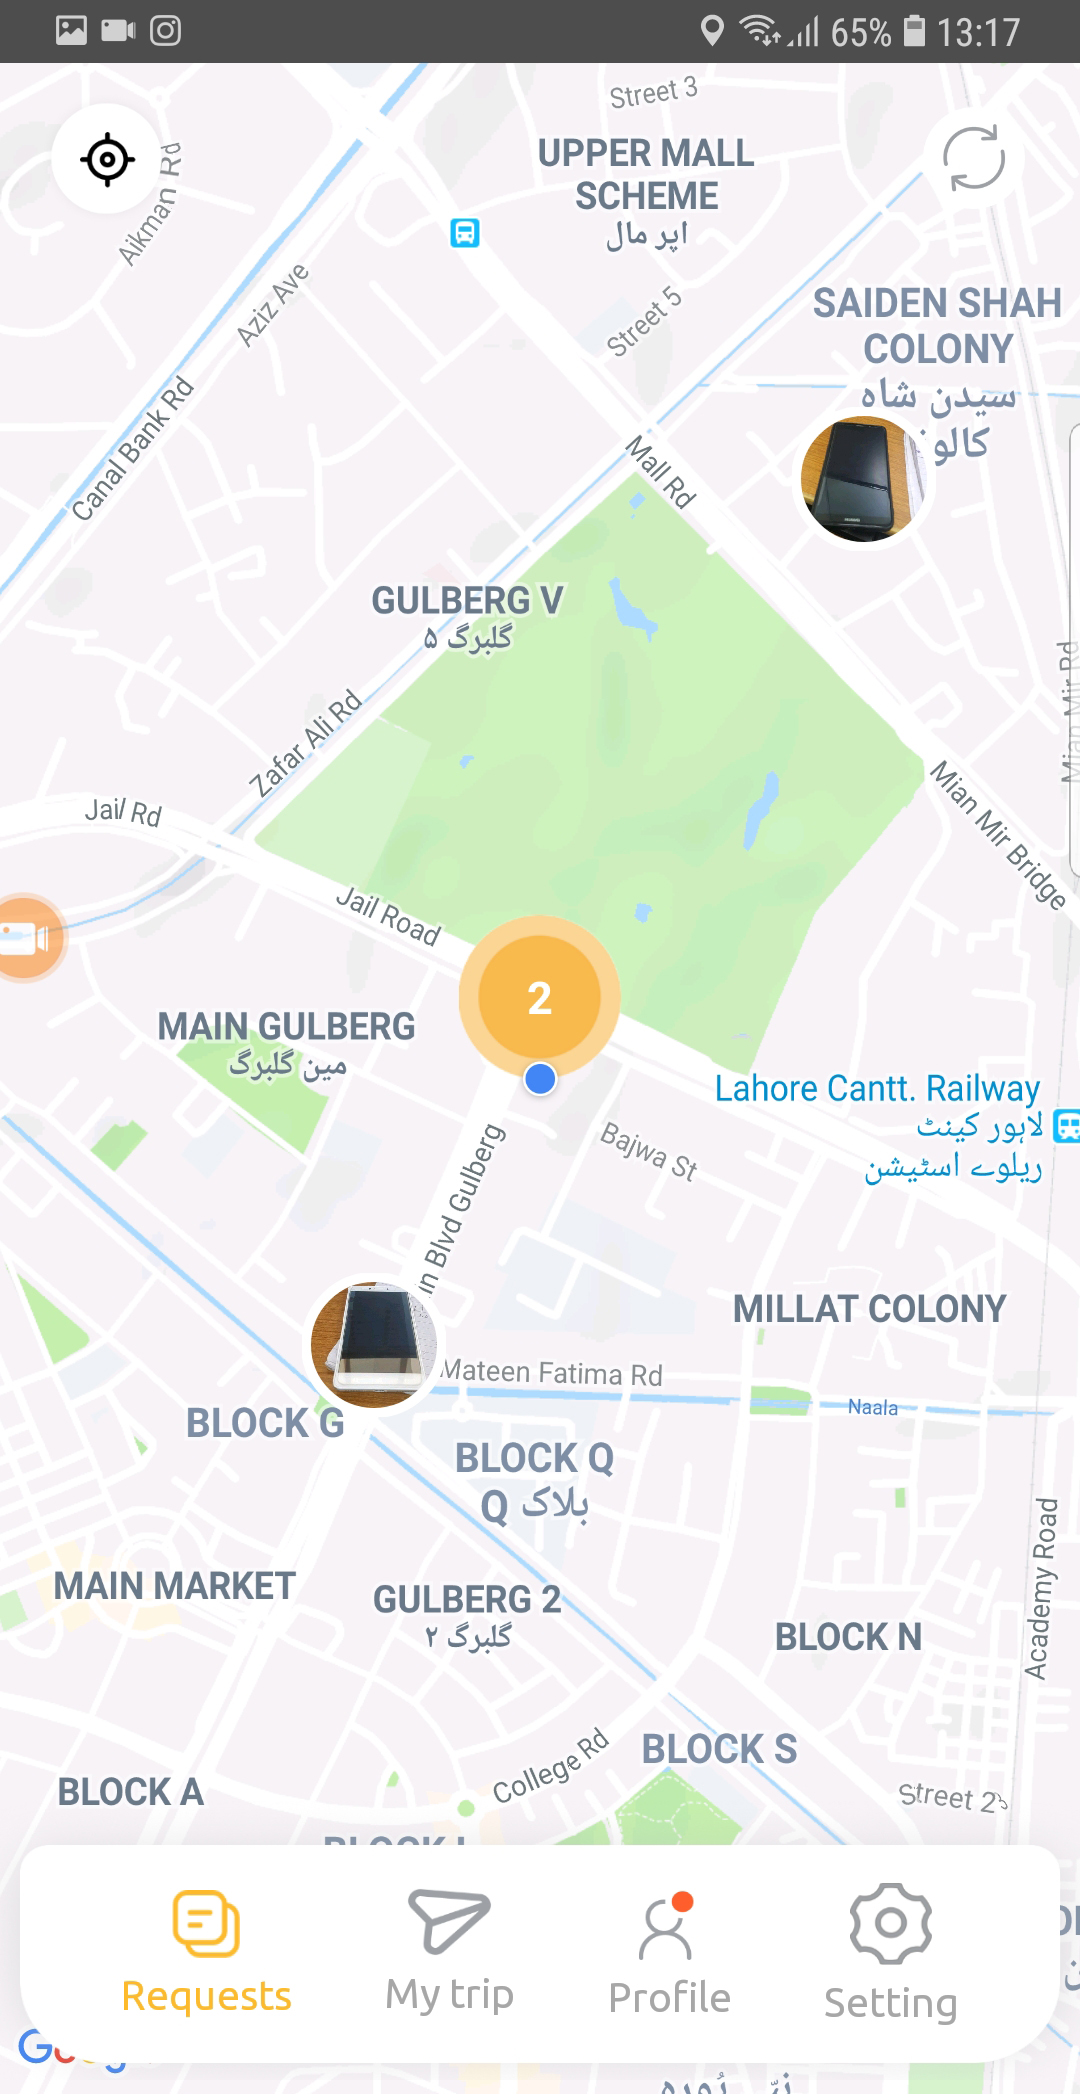 65% 13:17
Street 3
UPPER MALL
SCHEME
اپر مال
Aikman Rd
Aziz Ave
Street 5
SAIDEN SHAH
COLONY
سیدن شاہ
کالو
Canal Bank Rd
Mall Rd
GULBERG V
گلبرگ ۵
Mian Mir Rd
Zafar Ali Rd
Jail Rd
Mian Mir Bridge
Jail Road
2
MAIN GULBERG
مین گلبرگ
Lahore Cantt. Railway
لاہور کینٹ
ریلوے اسٹیشن
Bajwa St
in Blvd Gulberg
MILLAT COLONY
Mateen Fatima Rd
Naala
BLOCK G
BLOCK Q
بلاک Q
MAIN MARKET
GULBERG 2
گلبرگ ۲
BLOCK N
Academy Road
BLOCK S
College Rd
BLOCK A
Street 2
Requests
My trip
Profile
Setting